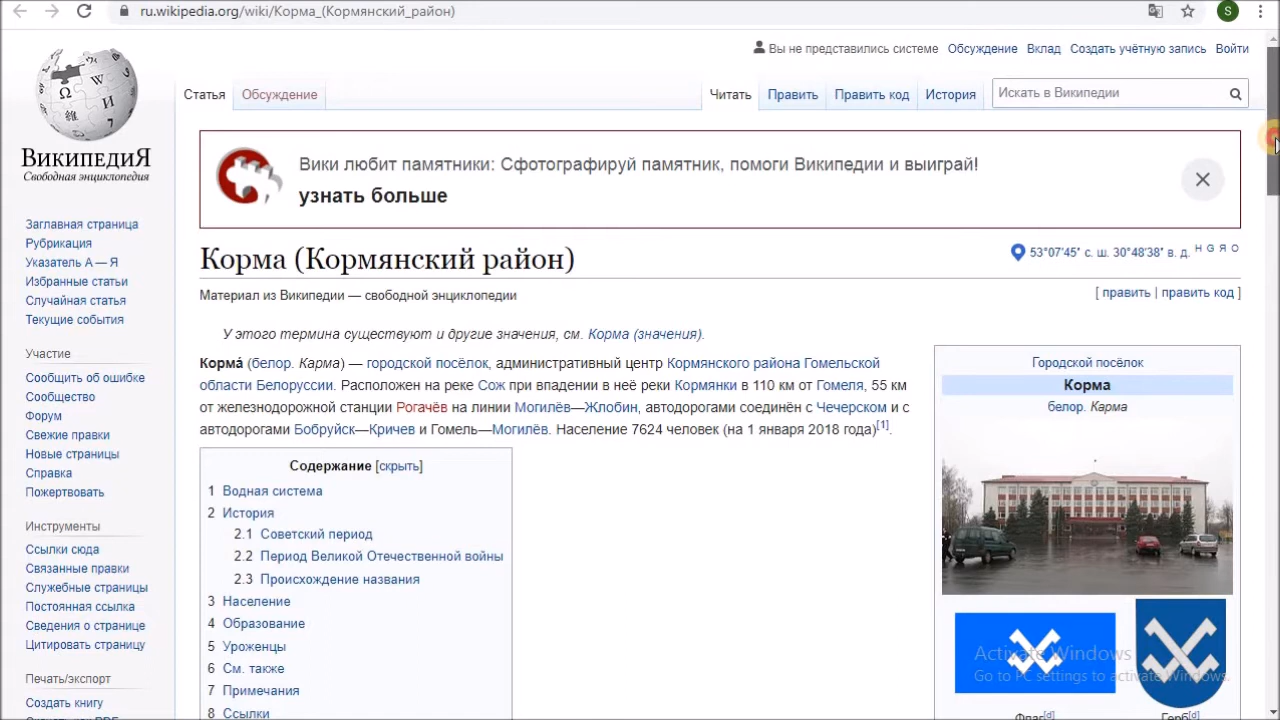 ru.wikipedia.org/wiki/Корма_(Кормянский_район)
S
Вы не представились системе Обсуждение Вклад Создать учётную запись Войти
Статья Обсуждение Читать Править Править код История Искать в Википедии
W
Ω
И
ВИКИПЕДИЯ
Свободная энциклопедия
Вики любит памятники: Сфотографируй памятник, помоги Википедии и выиграй!
узнать больше
Заглавная страница
Рубрикация
Указатель А — Я
Избранные статьи
Случайная статья
Текущие события
Участие
Сообщить об ошибке
Сообщество
Форум
Свежие правки
Новые страницы
Справка
Пожертвовать
Инструменты
Ссылки сюда
Связанные правки
Служебные страницы
Постоянная ссылка
Сведения о странице
Цитировать страницу
Печать/экспорт
Создать книгу
Корма (Кормянский район)
53°07′45″ с. ш. 30°48′38″ в. д. H G Я O
Материал из Википедии — свободной энциклопедии
[ править | править код ]
У этого термина существуют и другие значения, см. Корма (значения).
Корма́ (белор. Карма) — городской посёлок, административный центр Кормянского района Гомельской
области Белоруссии. Расположен на реке Сож при впадении в неё реки Кормянки в 110 км от Гомеля, 55 км
от железнодорожной станции Рогачёв на линии Могилёв—Жлобин, автодорогами соединён с Чечерском и с
автодорогами Бобруйск—Кричев и Гомель—Могилёв. Население 7624 человек (на 1 января 2018 года)[1].
Содержание [скрыть]
1 Водная система
2 История
2.1 Советский период
2.2 Период Великой Отечественной войны
2.3 Происхождение названия
3 Население
4 Образование
5 Уроженцы
6 См. также
7 Примечания
8 Ссылки
Городской посёлок
Корма
белор. Карма
Activate Windows
Go to PC settings to activate Windows.
Флаг[d] Герб[d]